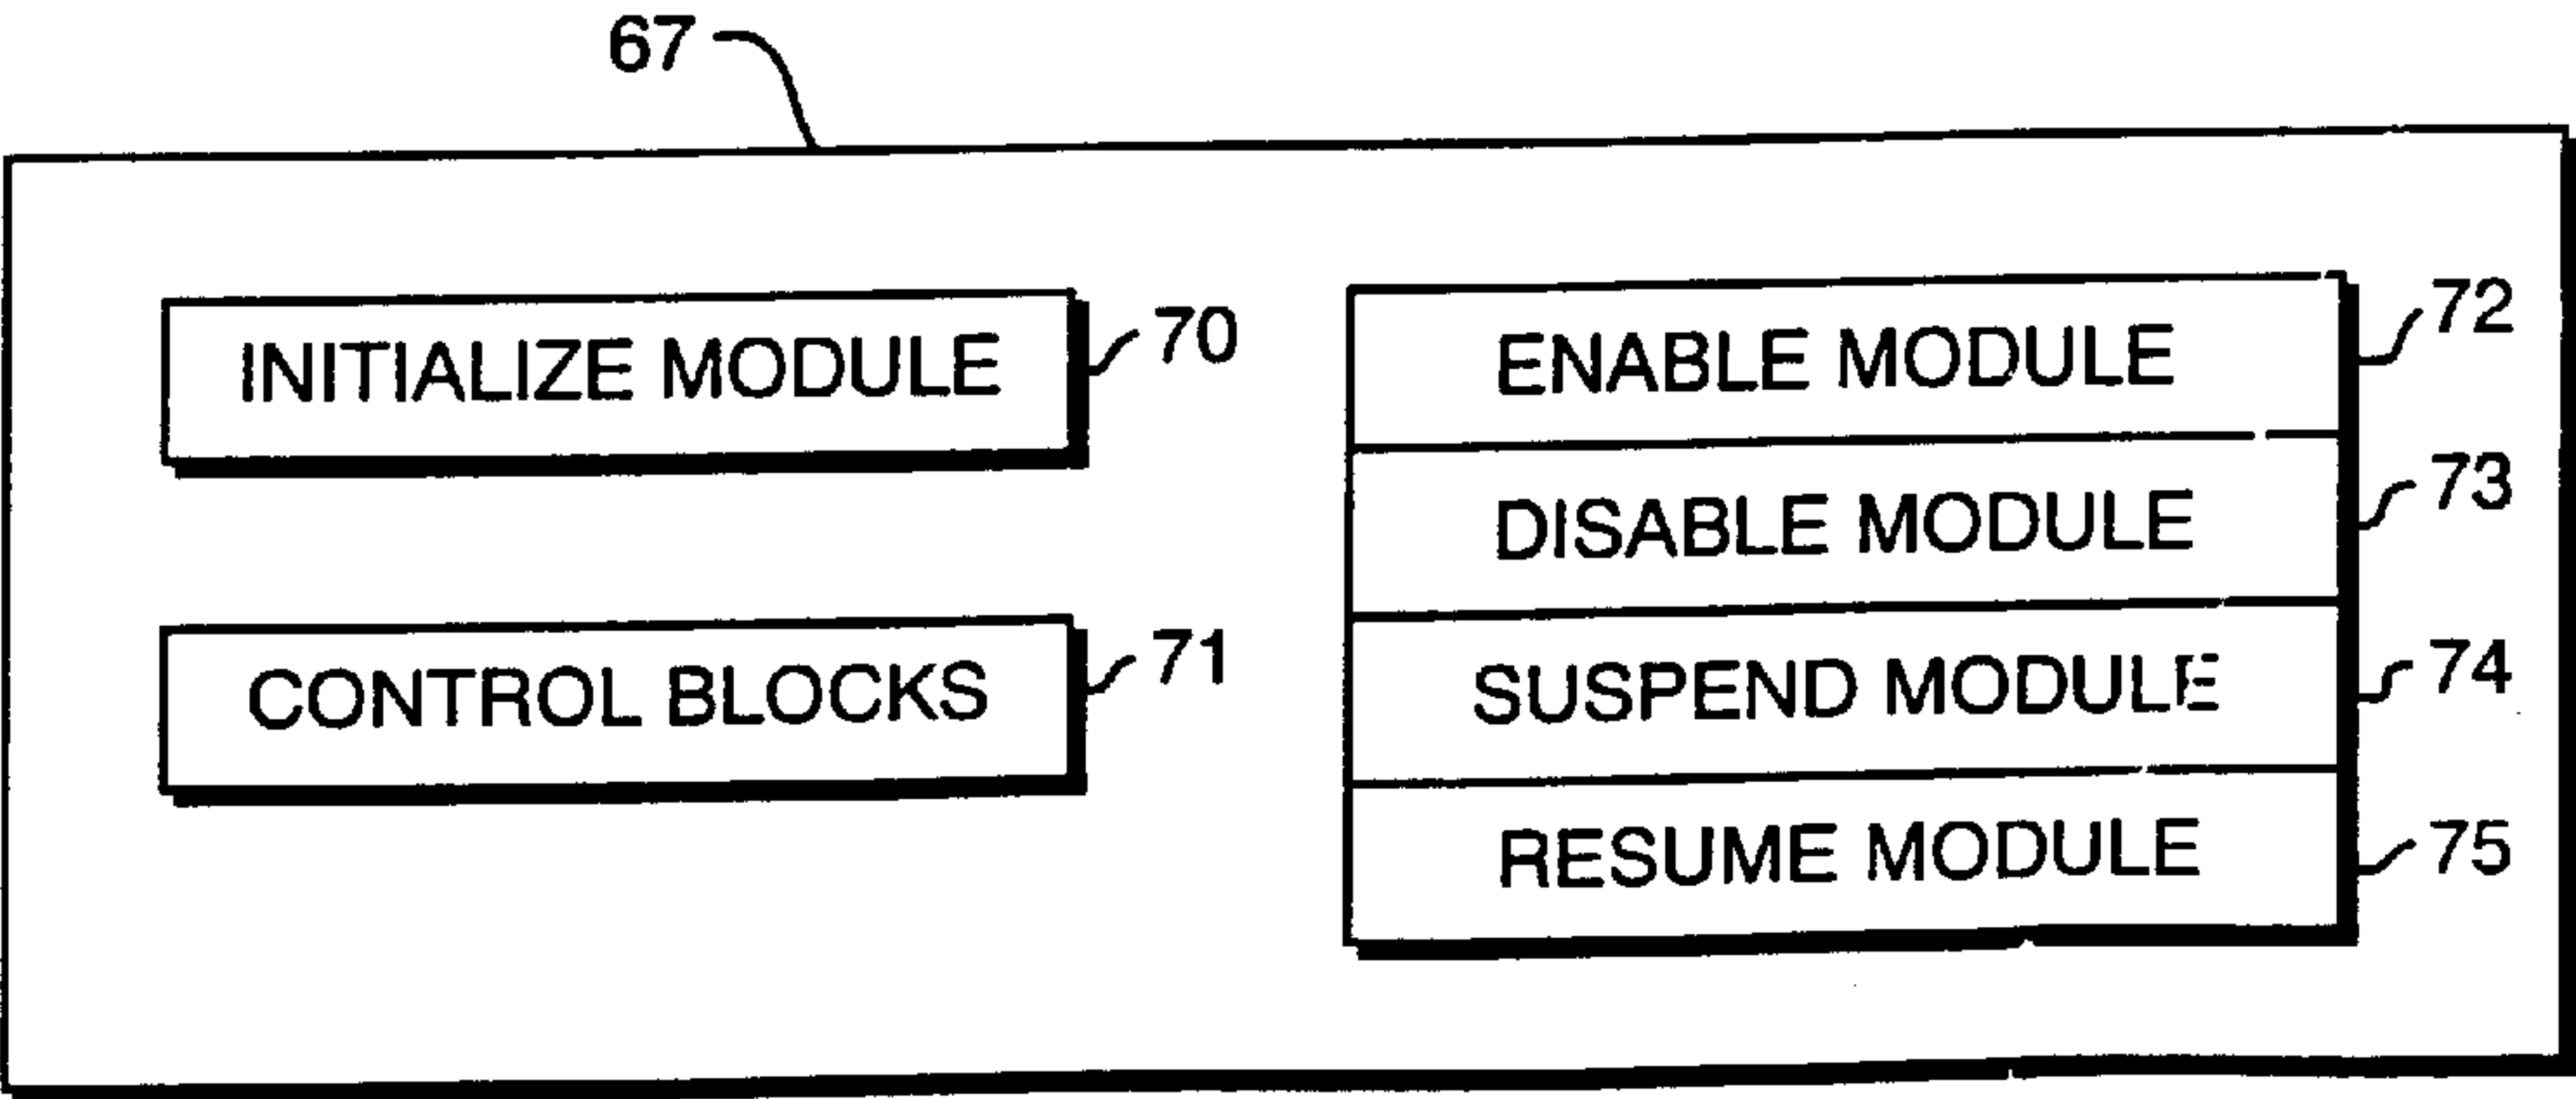 67
INITIALIZE MODULE
70
CONTROL BLOCKS
71
ENABLE MODULE
72
DISABLE MODULE
73
SUSPEND MODULE
74
RESUME MODULE
75